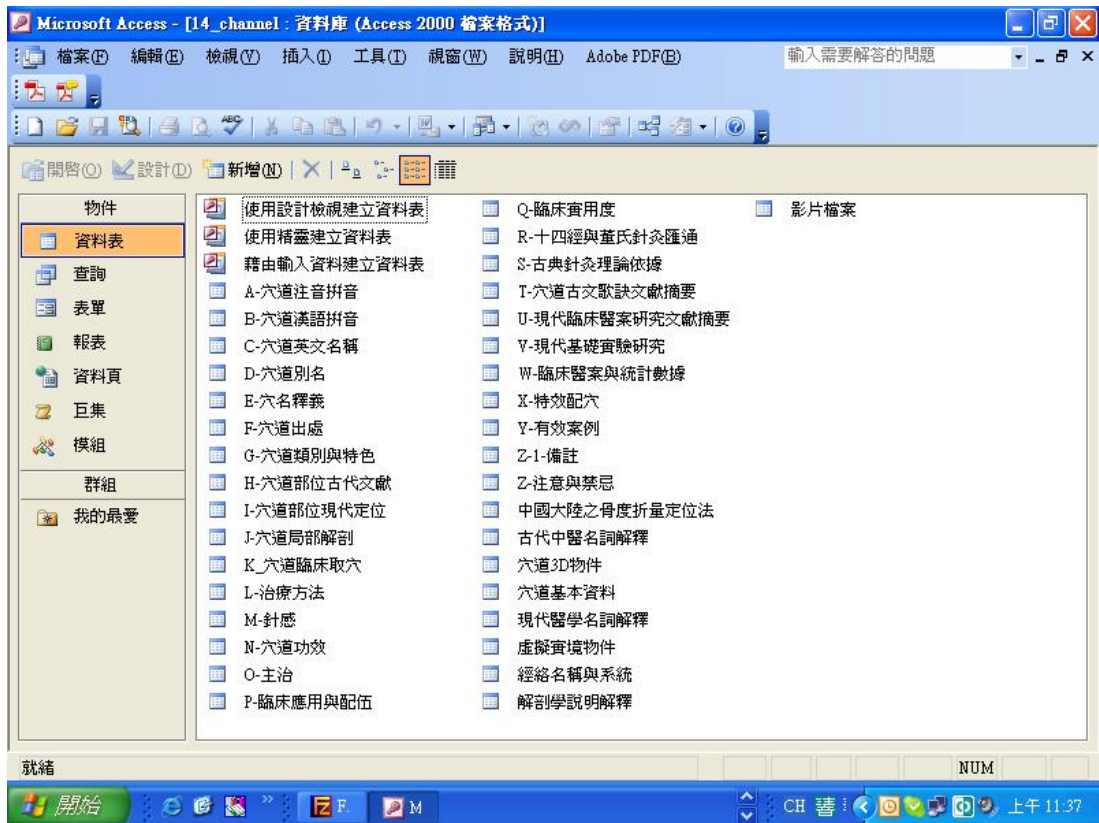 Microsoft Access - [14_channel : 資料庫 (Access 2000 檔案格式)]
檔案(F) 編輯(E) 檢視(V) 插入(I) 工具(T) 視窗(W) 說明(H) Adobe PDF(B) 輸入需要解答的問題
開啓(O) 設計(D) 新增(N)
物件
資料表
查詢
表單
報表
資料頁
巨集
模組
群組
我的最愛
使用設計檢視建立資料表
使用精靈建立資料表
藉由輸入資料建立資料表
A-穴道注音拼音
B-穴道漢語拼音
C-穴道英文名稱
D-穴道別名
E-穴名釋義
F-穴道出處
G-穴道類別與特色
H-穴道部位古代文獻
I-穴道部位現代定位
J-穴道局部解剖
K_穴道臨床取穴
L-治療方法
M-針感
N-穴道功效
O-主治
P-臨床應用與配伍
Q-臨床實用度
R-十四經與董氏針灸匯通
S-古典針灸理論依據
T-穴道古文歌訣文獻摘要
U-現代臨床醫案研究文獻摘要
V-現代基礎實驗研究
W-臨床醫案與統計數據
X-特效配穴
Y-有效案例
Z-1-備註
Z-注意與禁忌
中國大陸之骨度折量定位法
古代中醫名詞解釋
穴道3D物件
穴道基本資料
現代醫學名詞解釋
虛擬實境物件
經絡名稱與系統
解剖學說明解釋
影片檔案
就緒 NUM
開始 F. M CH 上午 11:37